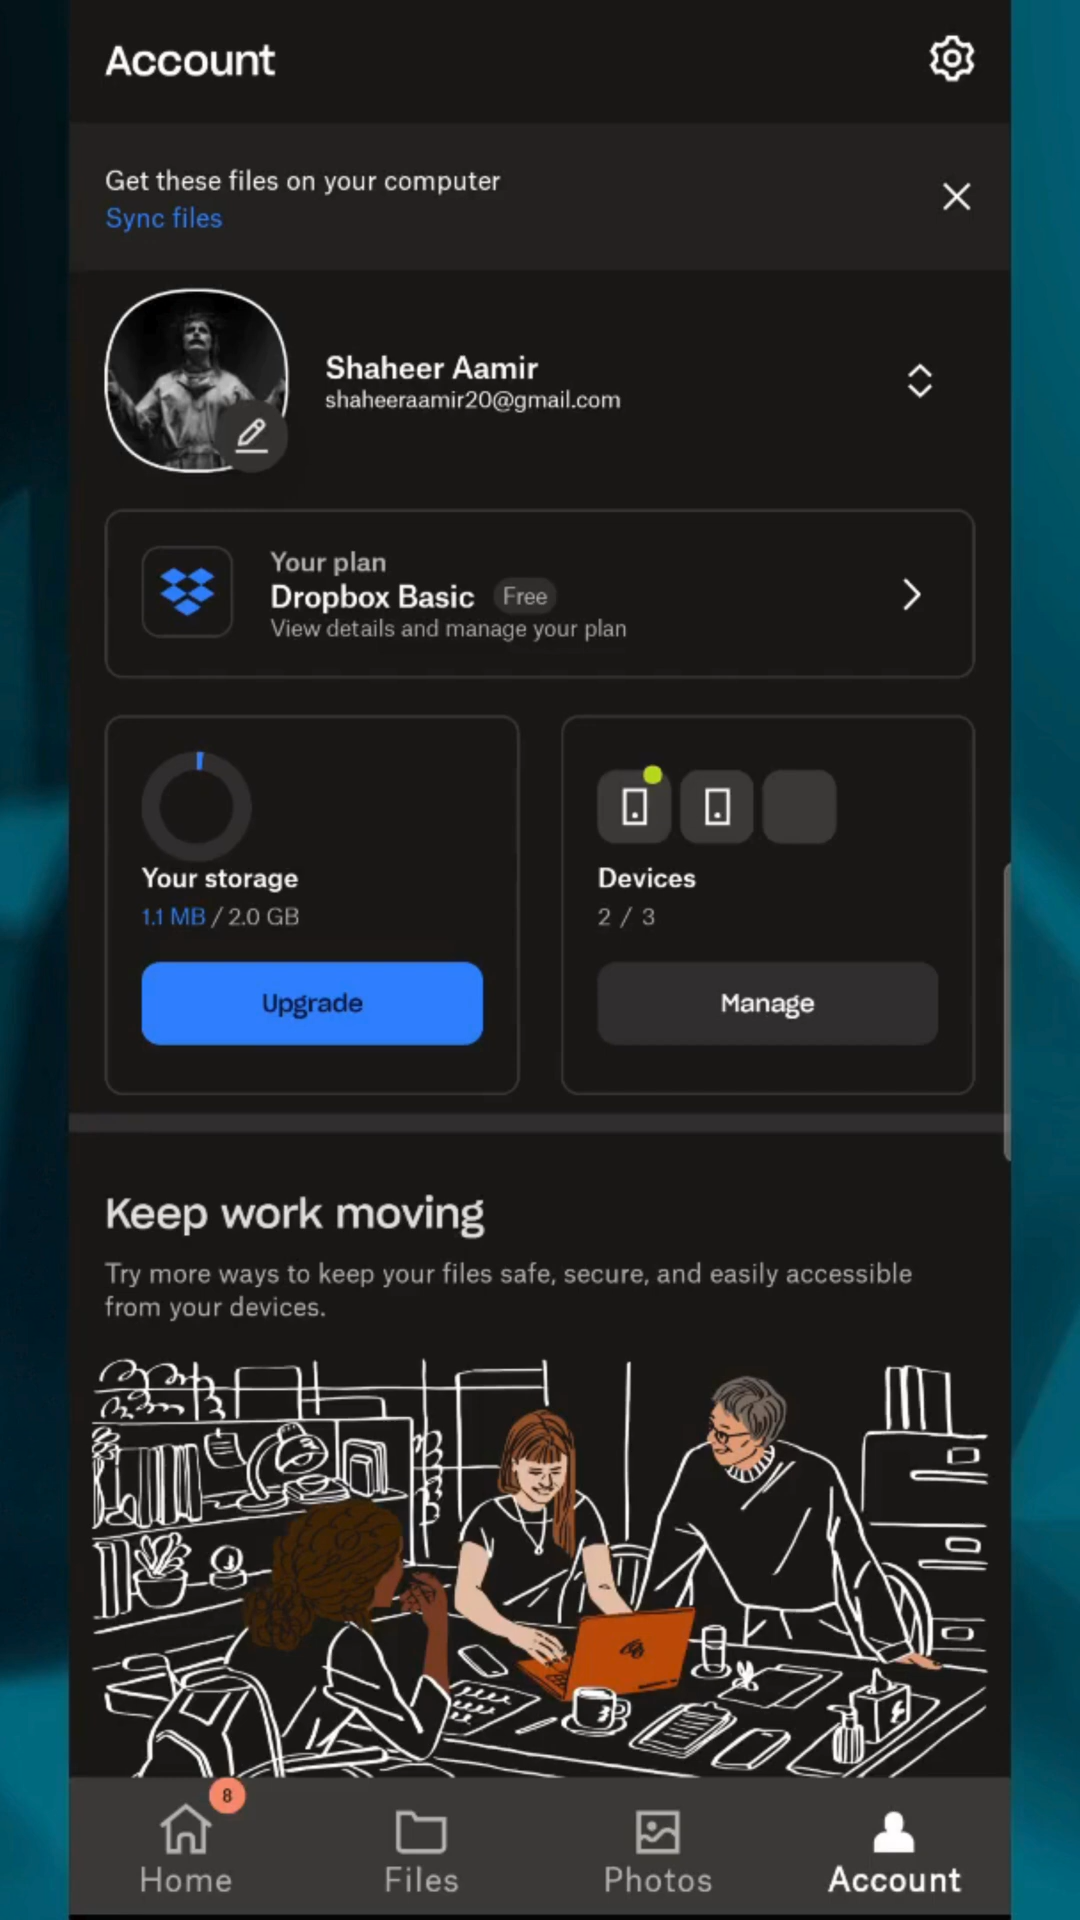 Account
Get these files on your computer
Sync files
Shaheer Aamir
shaheeraamir20@gmail.com
Your plan
Dropbox Basic Free
View details and manage your plan
Your storage
1.1 MB / 2.0 GB
Upgrade
Devices
2 / 3
Manage
Keep work moving
Try more ways to keep your files safe, secure, and easily accessible
from your devices.
8
Home
Files
Photos
Account